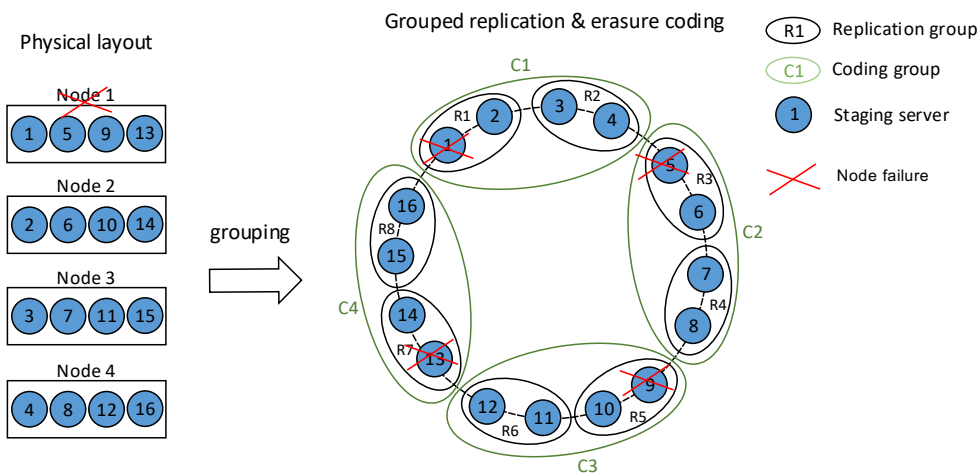 Physical layout
Node 1
1 5 9 13
Node 2
2 6 10 14
Node 3
3 7 11 15
Node 4
4 8 12 16
grouping
Grouped replication & erasure coding
C1
R1
1
2
R2
3
4
C2
R3
5
6
R4
7
8
C3
R5
9
10
R6
11
12
C4
R7
13
14
R8
15
16
R1 Replication group
C1 Coding group
1 Staging server
Node failure